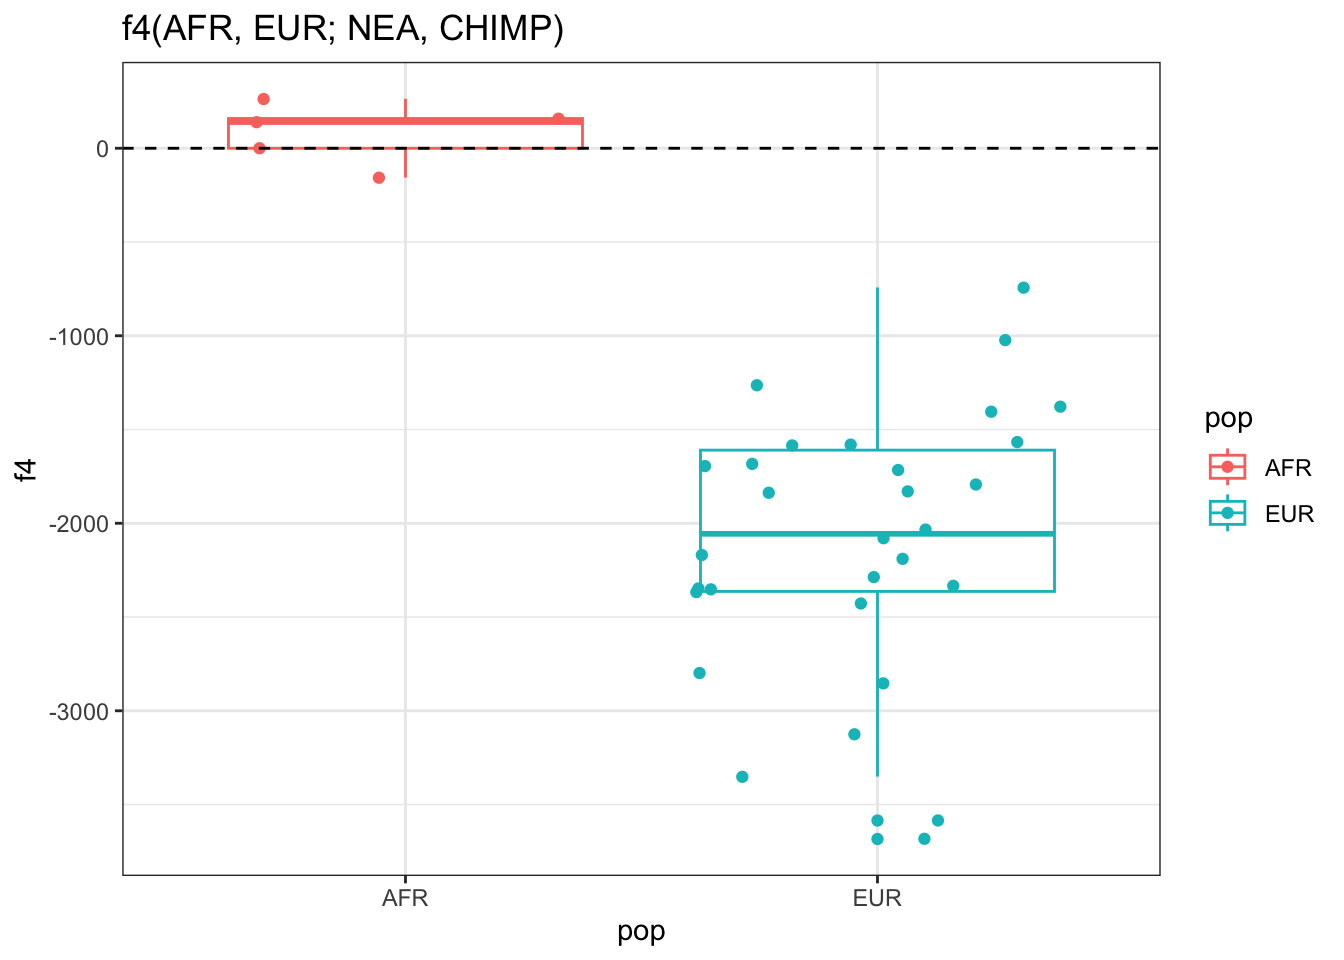 f4(AFR, EUR; NEA, CHIMP)
f4
0
-1000
-2000
-3000
AFR
EUR
pop
pop
AFR
EUR